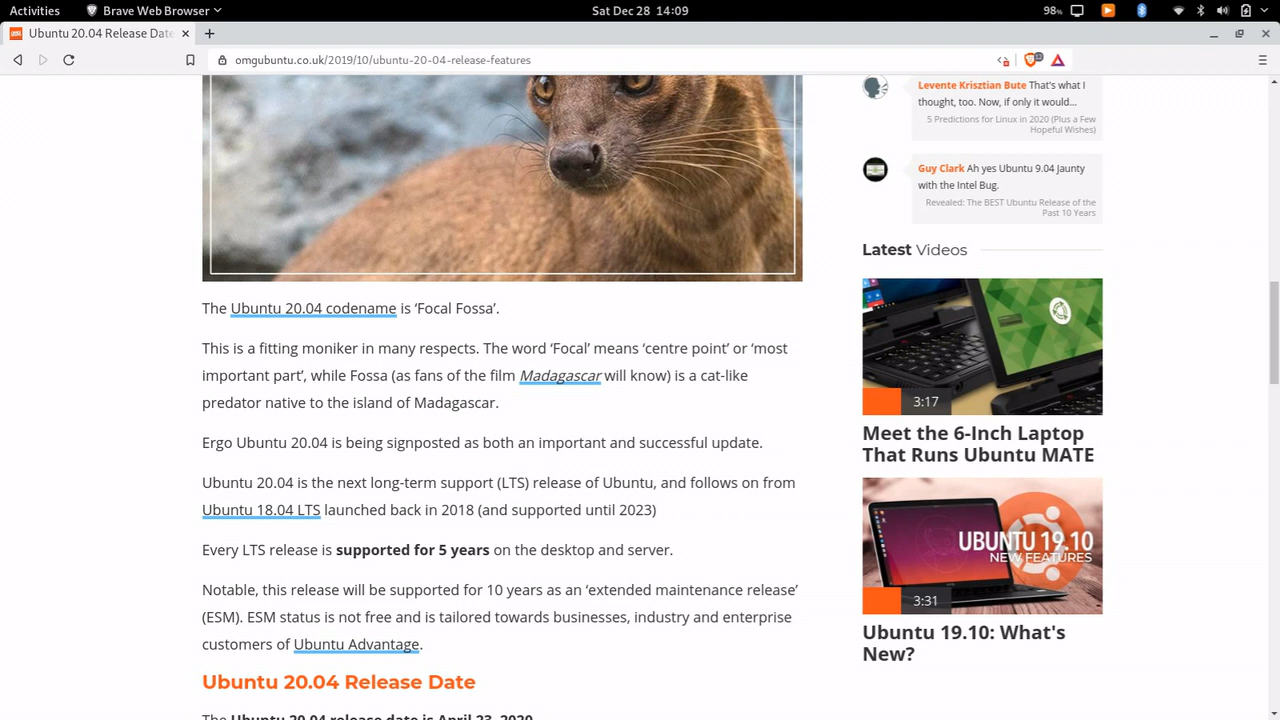 Activities
Brave Web Browser
Sat Dec 28 14:09
98%
Ubuntu 20.04 Release Date
omgubuntu.co.uk/2019/10/ubuntu-20-04-release-features
The Ubuntu 20.04 codename is ‘Focal Fossa’.
This is a fitting moniker in many respects. The word ‘Focal’ means ‘centre point’ or ‘most
important part’, while Fossa (as fans of the film Madagascar will know) is a cat-like
predator native to the island of Madagascar.
Ergo Ubuntu 20.04 is being signposted as both an important and successful update.
Ubuntu 20.04 is the next long-term support (LTS) release of Ubuntu, and follows on from
Ubuntu 18.04 LTS launched back in 2018 (and supported until 2023)
Every LTS release is supported for 5 years on the desktop and server.
Notable, this release will be supported for 10 years as an ‘extended maintenance release’
(ESM). ESM status is not free and is tailored towards businesses, industry and enterprise
customers of Ubuntu Advantage.
Ubuntu 20.04 Release Date
The Ubuntu 20.04 release date is April 23, 2020
Levente Krisztian Bute That's what I
thought, too. Now, if only it would...
5 Predictions for Linux in 2020 (Plus a Few
Hopeful Wishes)
Guy Clark Ah yes Ubuntu 9.04 Jaunty
with the Intel Bug.
Revealed: The BEST Ubuntu Release of the
Past 10 Years
Latest Videos
3:17
Meet the 6-Inch Laptop
That Runs Ubuntu MATE
UBUNTU 19.10
NEW FEATURES
3:31
Ubuntu 19.10: What's
New?